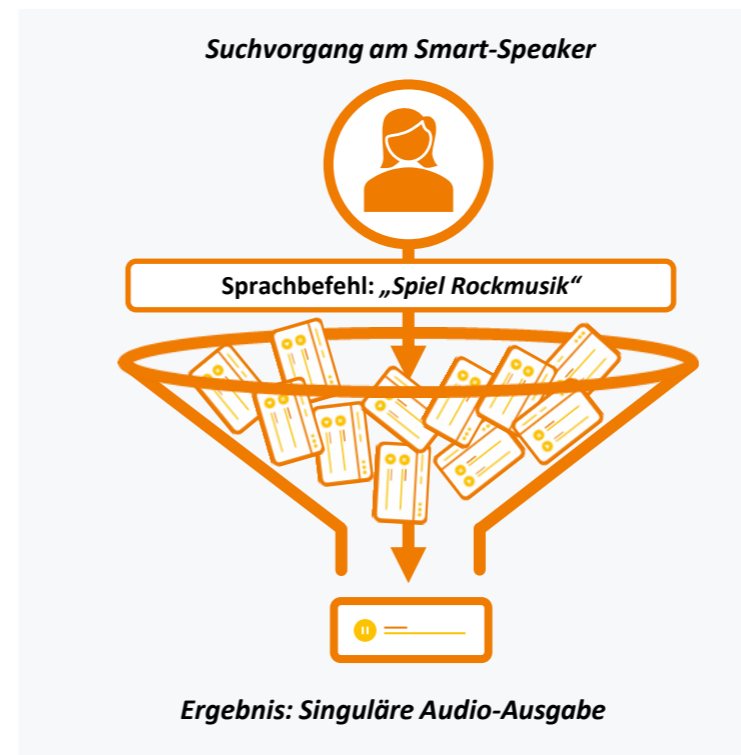 Suchvorgang am Smart-Speaker
Sprachbefehl: „Spiel Rockmusik“
Ergebnis: Singuläre Audio-Ausgabe